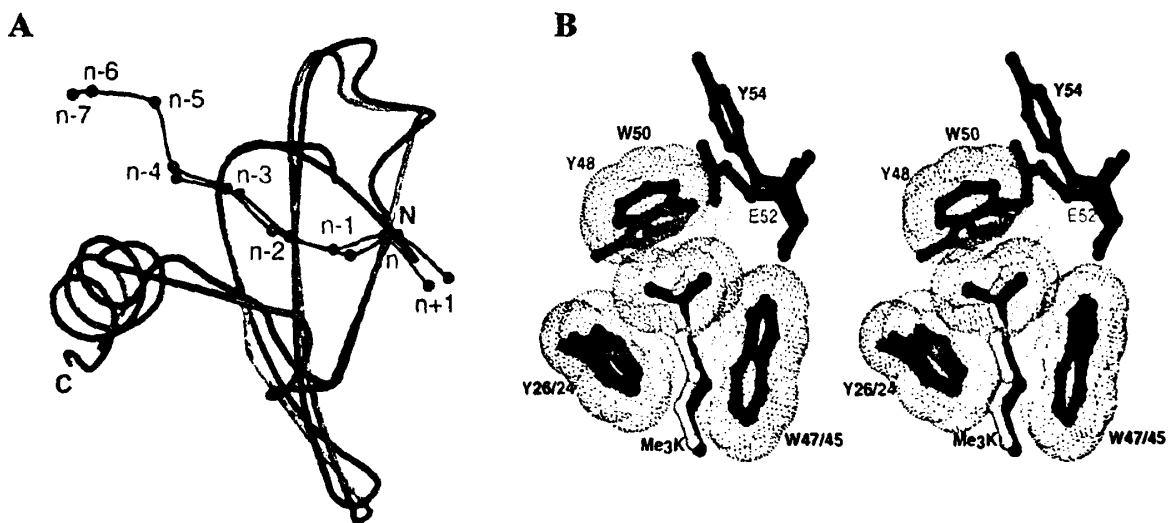 A
n-6
n-7
n-5
n-4
n-3
n-2
n-1
N
n
n+1
C
B
Y54
W50
Y48
E52
Y26/24
Me3K
W47/45
Y54
W50
Y48
E52
Y26/24
Me3K
W47/45